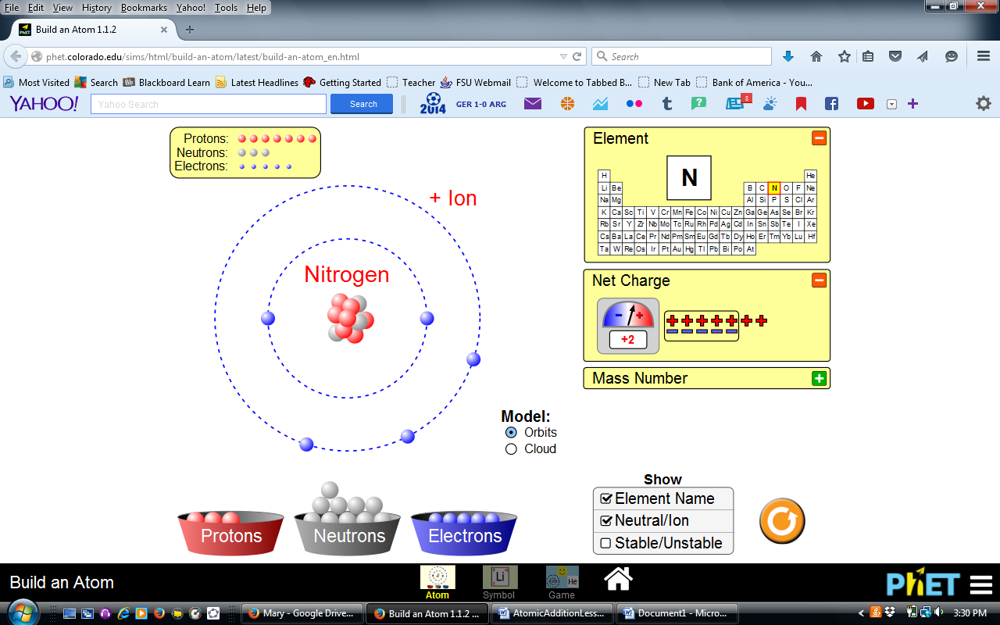 File Edit View History Bookmarks Yahoo! Tools Help
Build an Atom 1.1.2
phet.colorado.edu/sims/html/build-an-atom/latest/build-an-atom_en.html
Search
Most Visited Search Bb Blackboard Learn Latest Headlines Getting Started Teacher FSU Webmail Welcome to Tabbed B... New Tab Bank of America - You...
YAHOO! Yahoo Search Search 2014 GER 1-0 ARG 8
Protons:
Neutrons:
Electrons:
+ Ion
Nitrogen
Element
N
H He
Li Be B C N O F Ne
Na Mg Al Si P S Cl Ar
K Ca Sc Ti V Cr Mn Fe Co Ni Cu Zn Ga Ge As Se Br Kr
Rb Sr Y Zr Nb Mo Tc Ru Rh Pd Ag Cd In Sn Sb Te I Xe
Cs Ba La Ce Pr Nd Pm Sm Eu Gd Tb Dy Ho Er Tm Yb Lu Hf
Ta W Re Os Ir Pt Au Hg Tl Pb Bi Po At
Net Charge
- +
+2
Mass Number
Model:
Orbits
Cloud
Protons
Neutrons
Electrons
Show
Element Name
Neutral/Ion
Stable/Unstable
Build an Atom
Atom
Li
Symbol
He
Game
PhET
Mary - Google Drive... Build an Atom 1.1.2 ... AtomicAdditionLess... Document1 - Micro... 3:30 PM